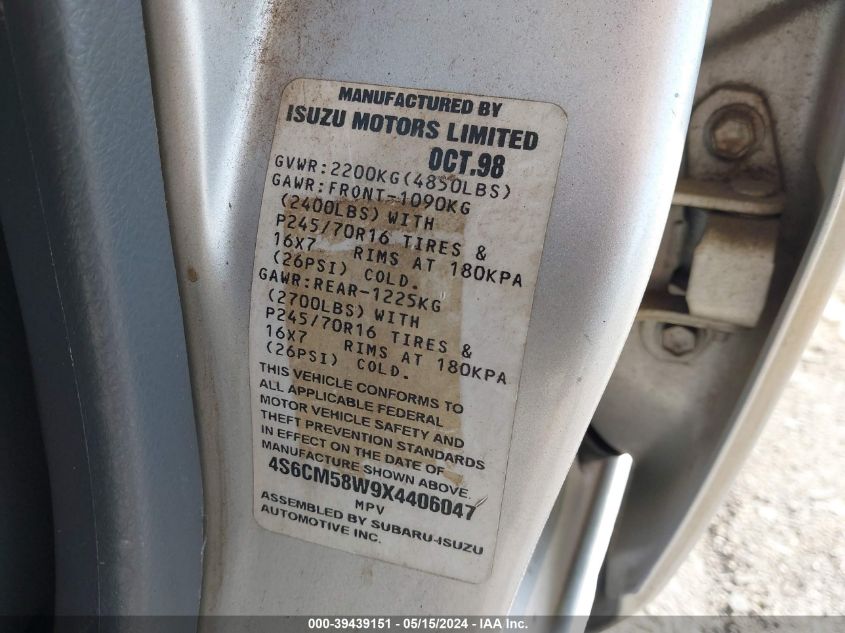 MANUFACTURED BY
ISUZU MOTORS LIMITED
OCT.98
GVWR:2200KG(4850LBS)
GAWR:FRONT-1090KG
(2400LBS) WITH
P245/70R16 TIRES &
16X7 RIMS AT 180KPA
(26PSI) COLD.
GAWR:REAR-1225KG
(2700LBS) WITH
P245/70R16 TIRES &
16X7 RIMS AT 180KPA
(26PSI) COLD.
THIS VEHICLE CONFORMS TO
ALL APPLICABLE FEDERAL
MOTOR VEHICLE SAFETY AND
THEFT PREVENTION STANDARDS
IN EFFECT ON THE DATE OF
MANUFACTURE SHOWN ABOVE.
4S6CM58W9X4406047
MPV
ASSEMBLED BY SUBARU-ISUZU
AUTOMOTIVE INC.
000-39439151 - 05/15/2024 - IAA Inc.